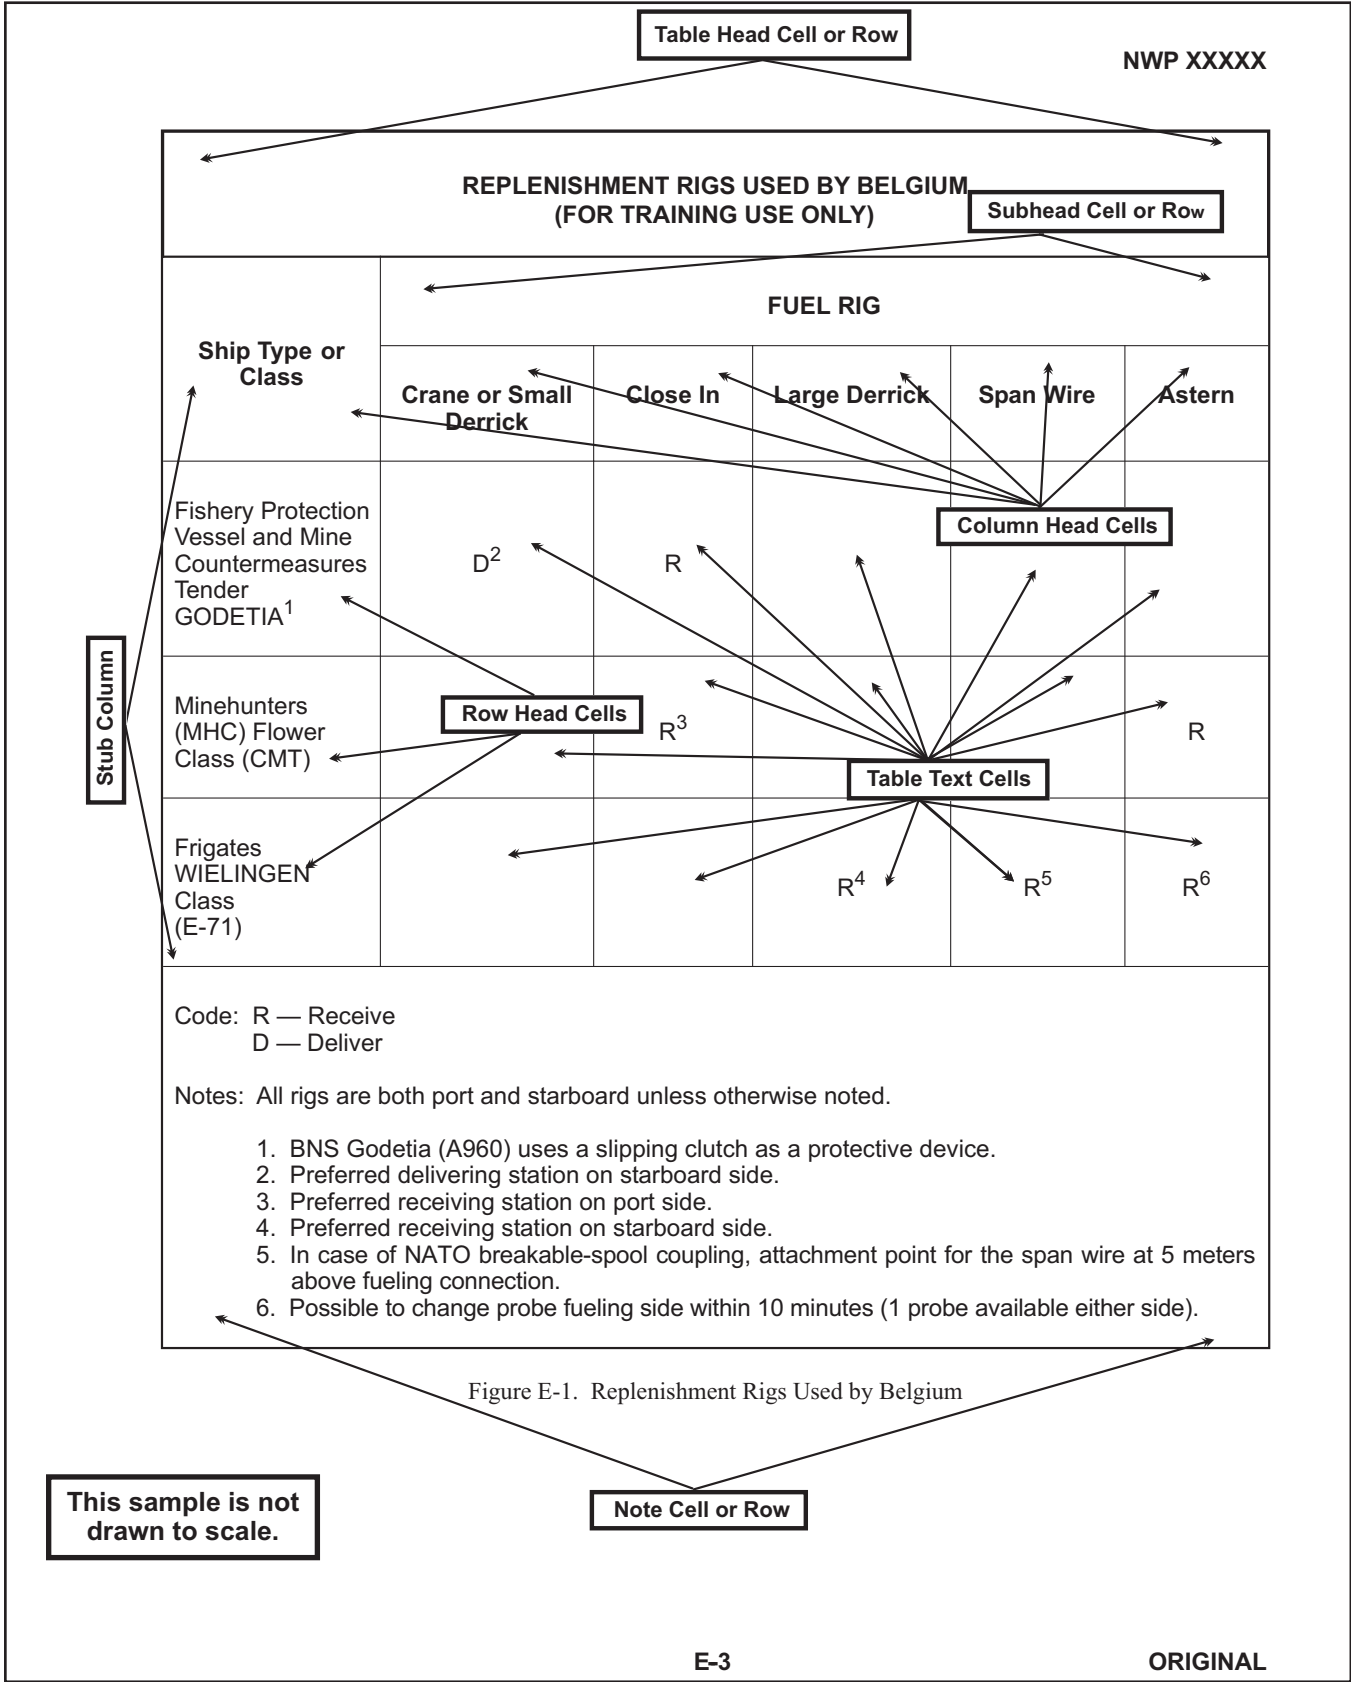 Table Head Cell or Row
NWP XXXXX
REPLENISHMENT RIGS USED BY BELGIUM
(FOR TRAINING USE ONLY)
Subhead Cell or Row
FUEL RIG
Ship Type or
Class
Crane or Small
Derrick
Close In
Large Derrick
Span Wire
Astern
Column Head Cells
Fishery Protection
Vessel and Mine
Countermeasures
Tender
GODETIA1
D2
R
Stub Column
Minehunters
(MHC) Flower
Class (CMT)
Row Head Cells
R3
R
Table Text Cells
Frigates
WIELINGEN
Class
(E-71)
R4
R5
R6
Code: R — Receive
D — Deliver
Notes: All rigs are both port and starboard unless otherwise noted.
1. BNS Godetia (A960) uses a slipping clutch as a protective device.
2. Preferred delivering station on starboard side.
3. Preferred receiving station on port side.
4. Preferred receiving station on starboard side.
5. In case of NATO breakable-spool coupling, attachment point for the span wire at 5 meters
above fueling connection.
6. Possible to change probe fueling side within 10 minutes (1 probe available either side).
Figure E-1. Replenishment Rigs Used by Belgium
This sample is not
drawn to scale.
Note Cell or Row
E-3
ORIGINAL